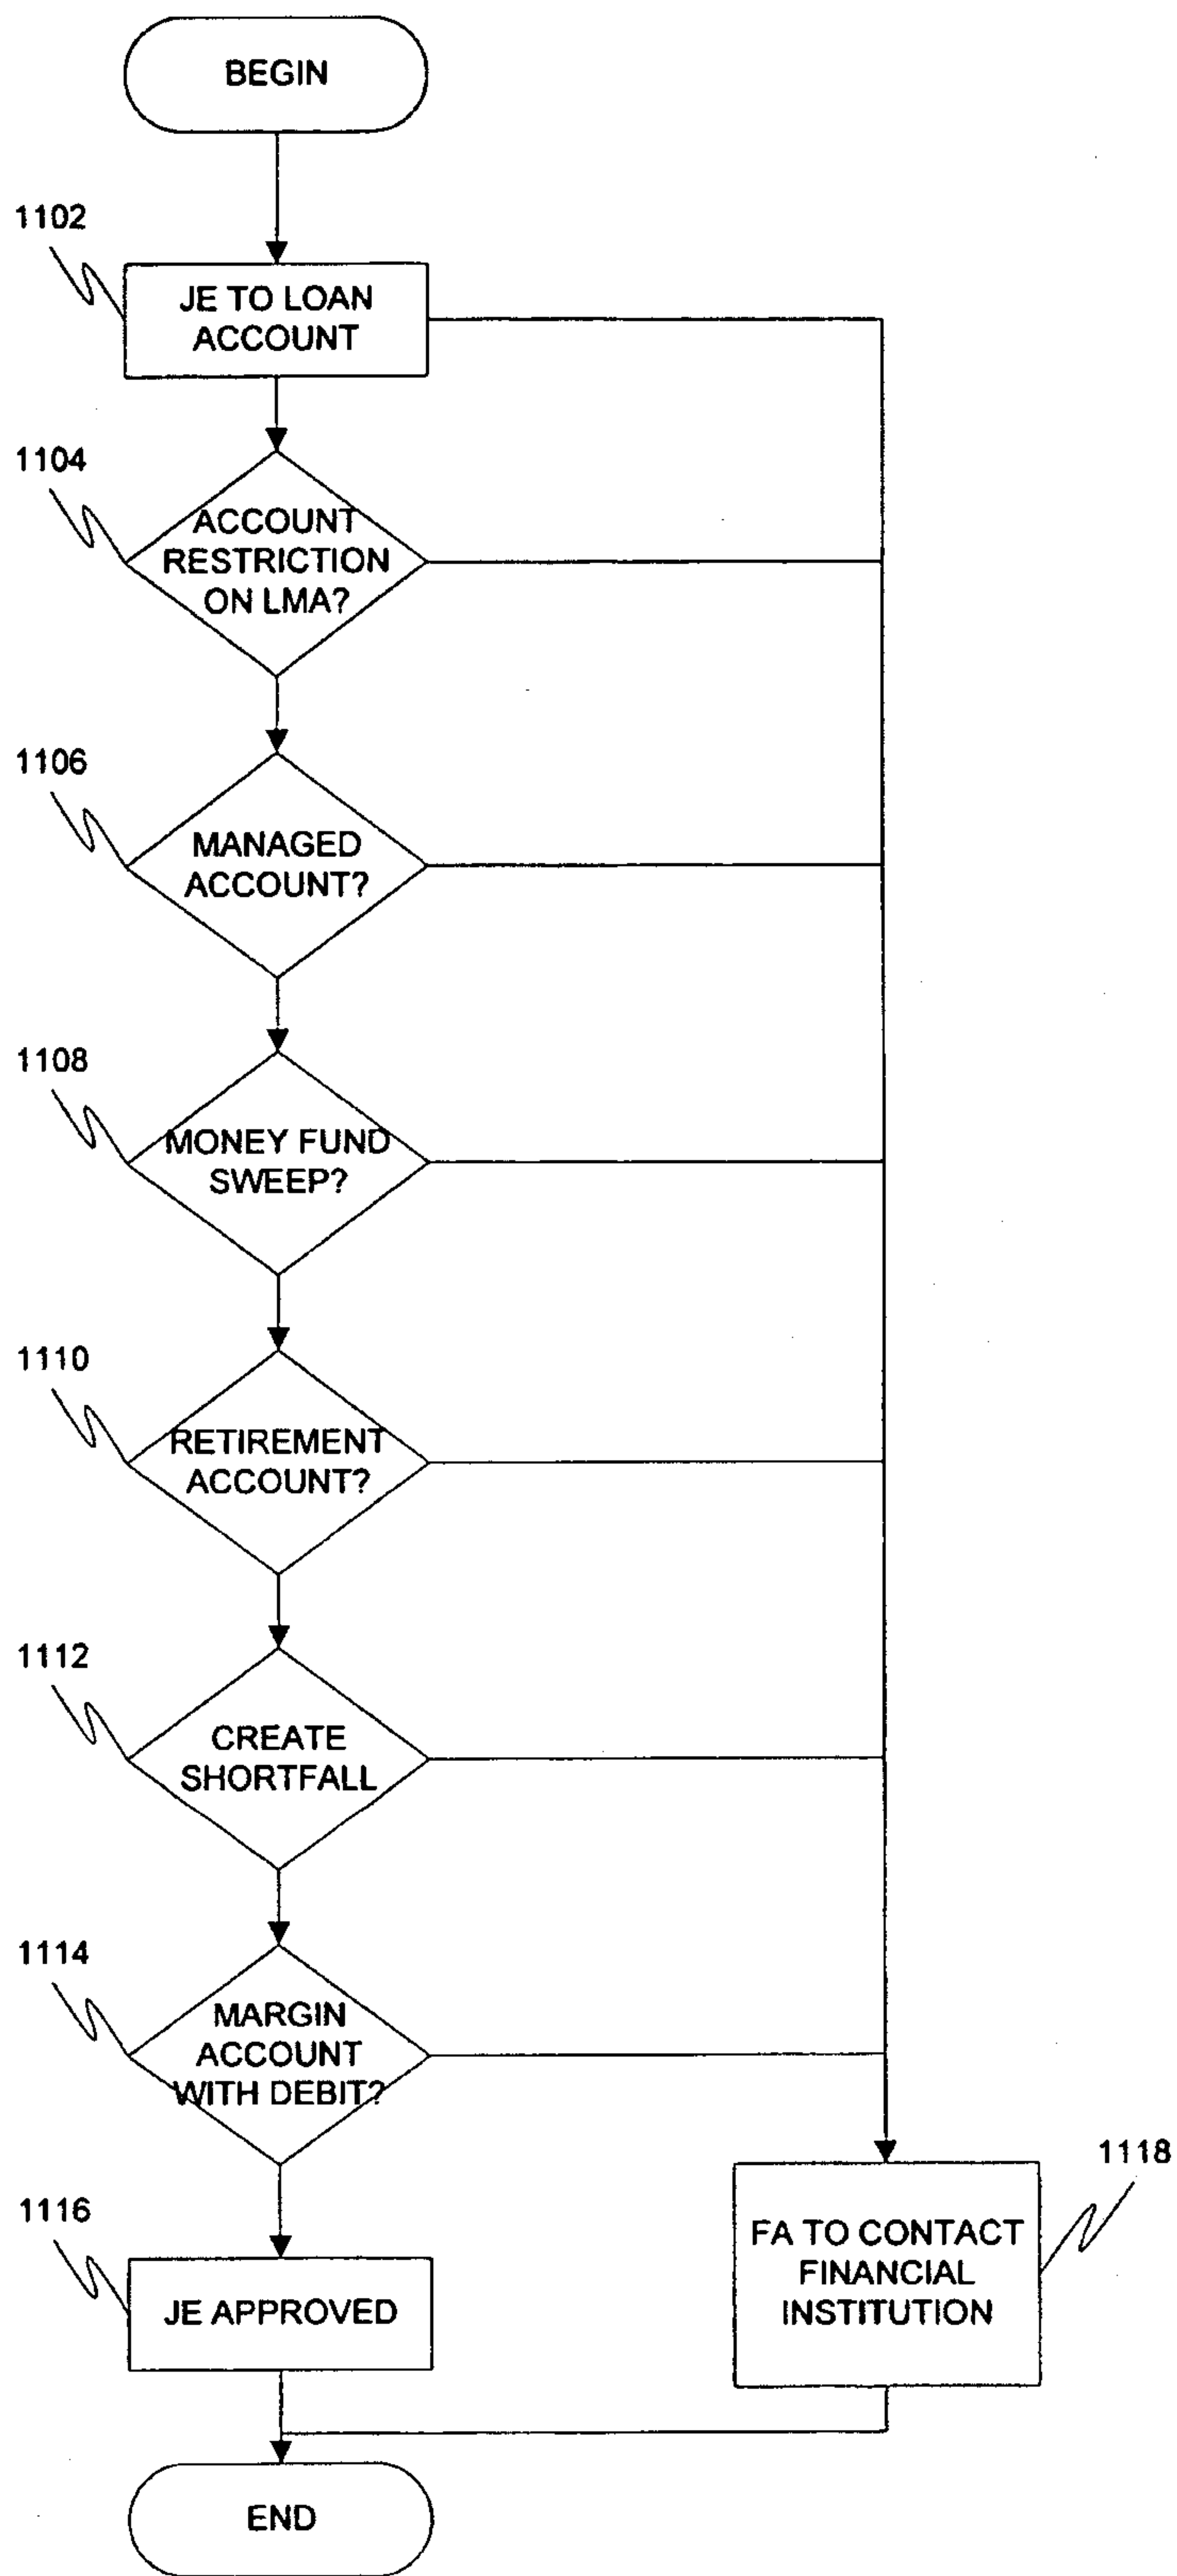 BEGIN
1102
JE TO LOAN
ACCOUNT
1104
ACCOUNT
RESTRICTION
ON LMA?
1106
MANAGED
ACCOUNT?
1108
MONEY FUND
SWEEP?
1110
RETIREMENT
ACCOUNT?
1112
CREATE
SHORTFALL
1114
MARGIN
ACCOUNT
WITH DEBIT?
1116
JE APPROVED
1118
FA TO CONTACT
FINANCIAL
INSTITUTION
END